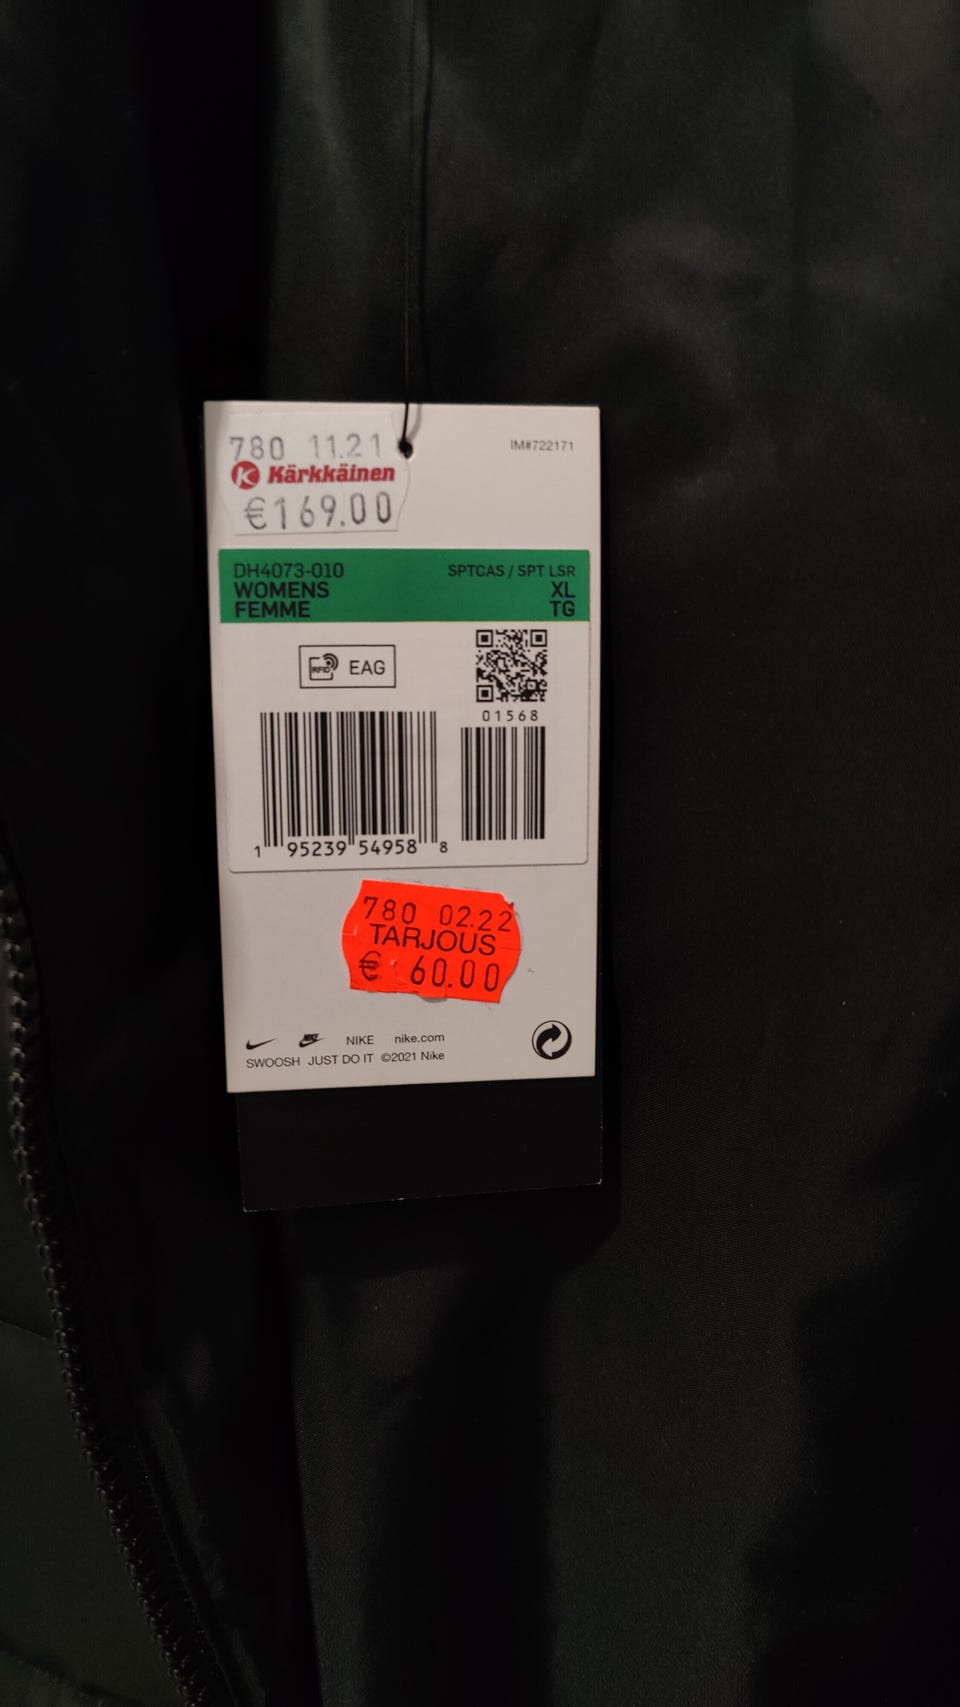 780 11.21
K Kärkkäinen
€169.00
IM#722171
DH4073-010 SPTCAS / SPT LSR
WOMENS XL
FEMME TG
RFID EAG
01568
1 95239 54958 8
780 02.22
TARJOUS
€ 60.00
NIKE NIKE nike.com
SWOOSH JUST DO IT ©2021 Nike